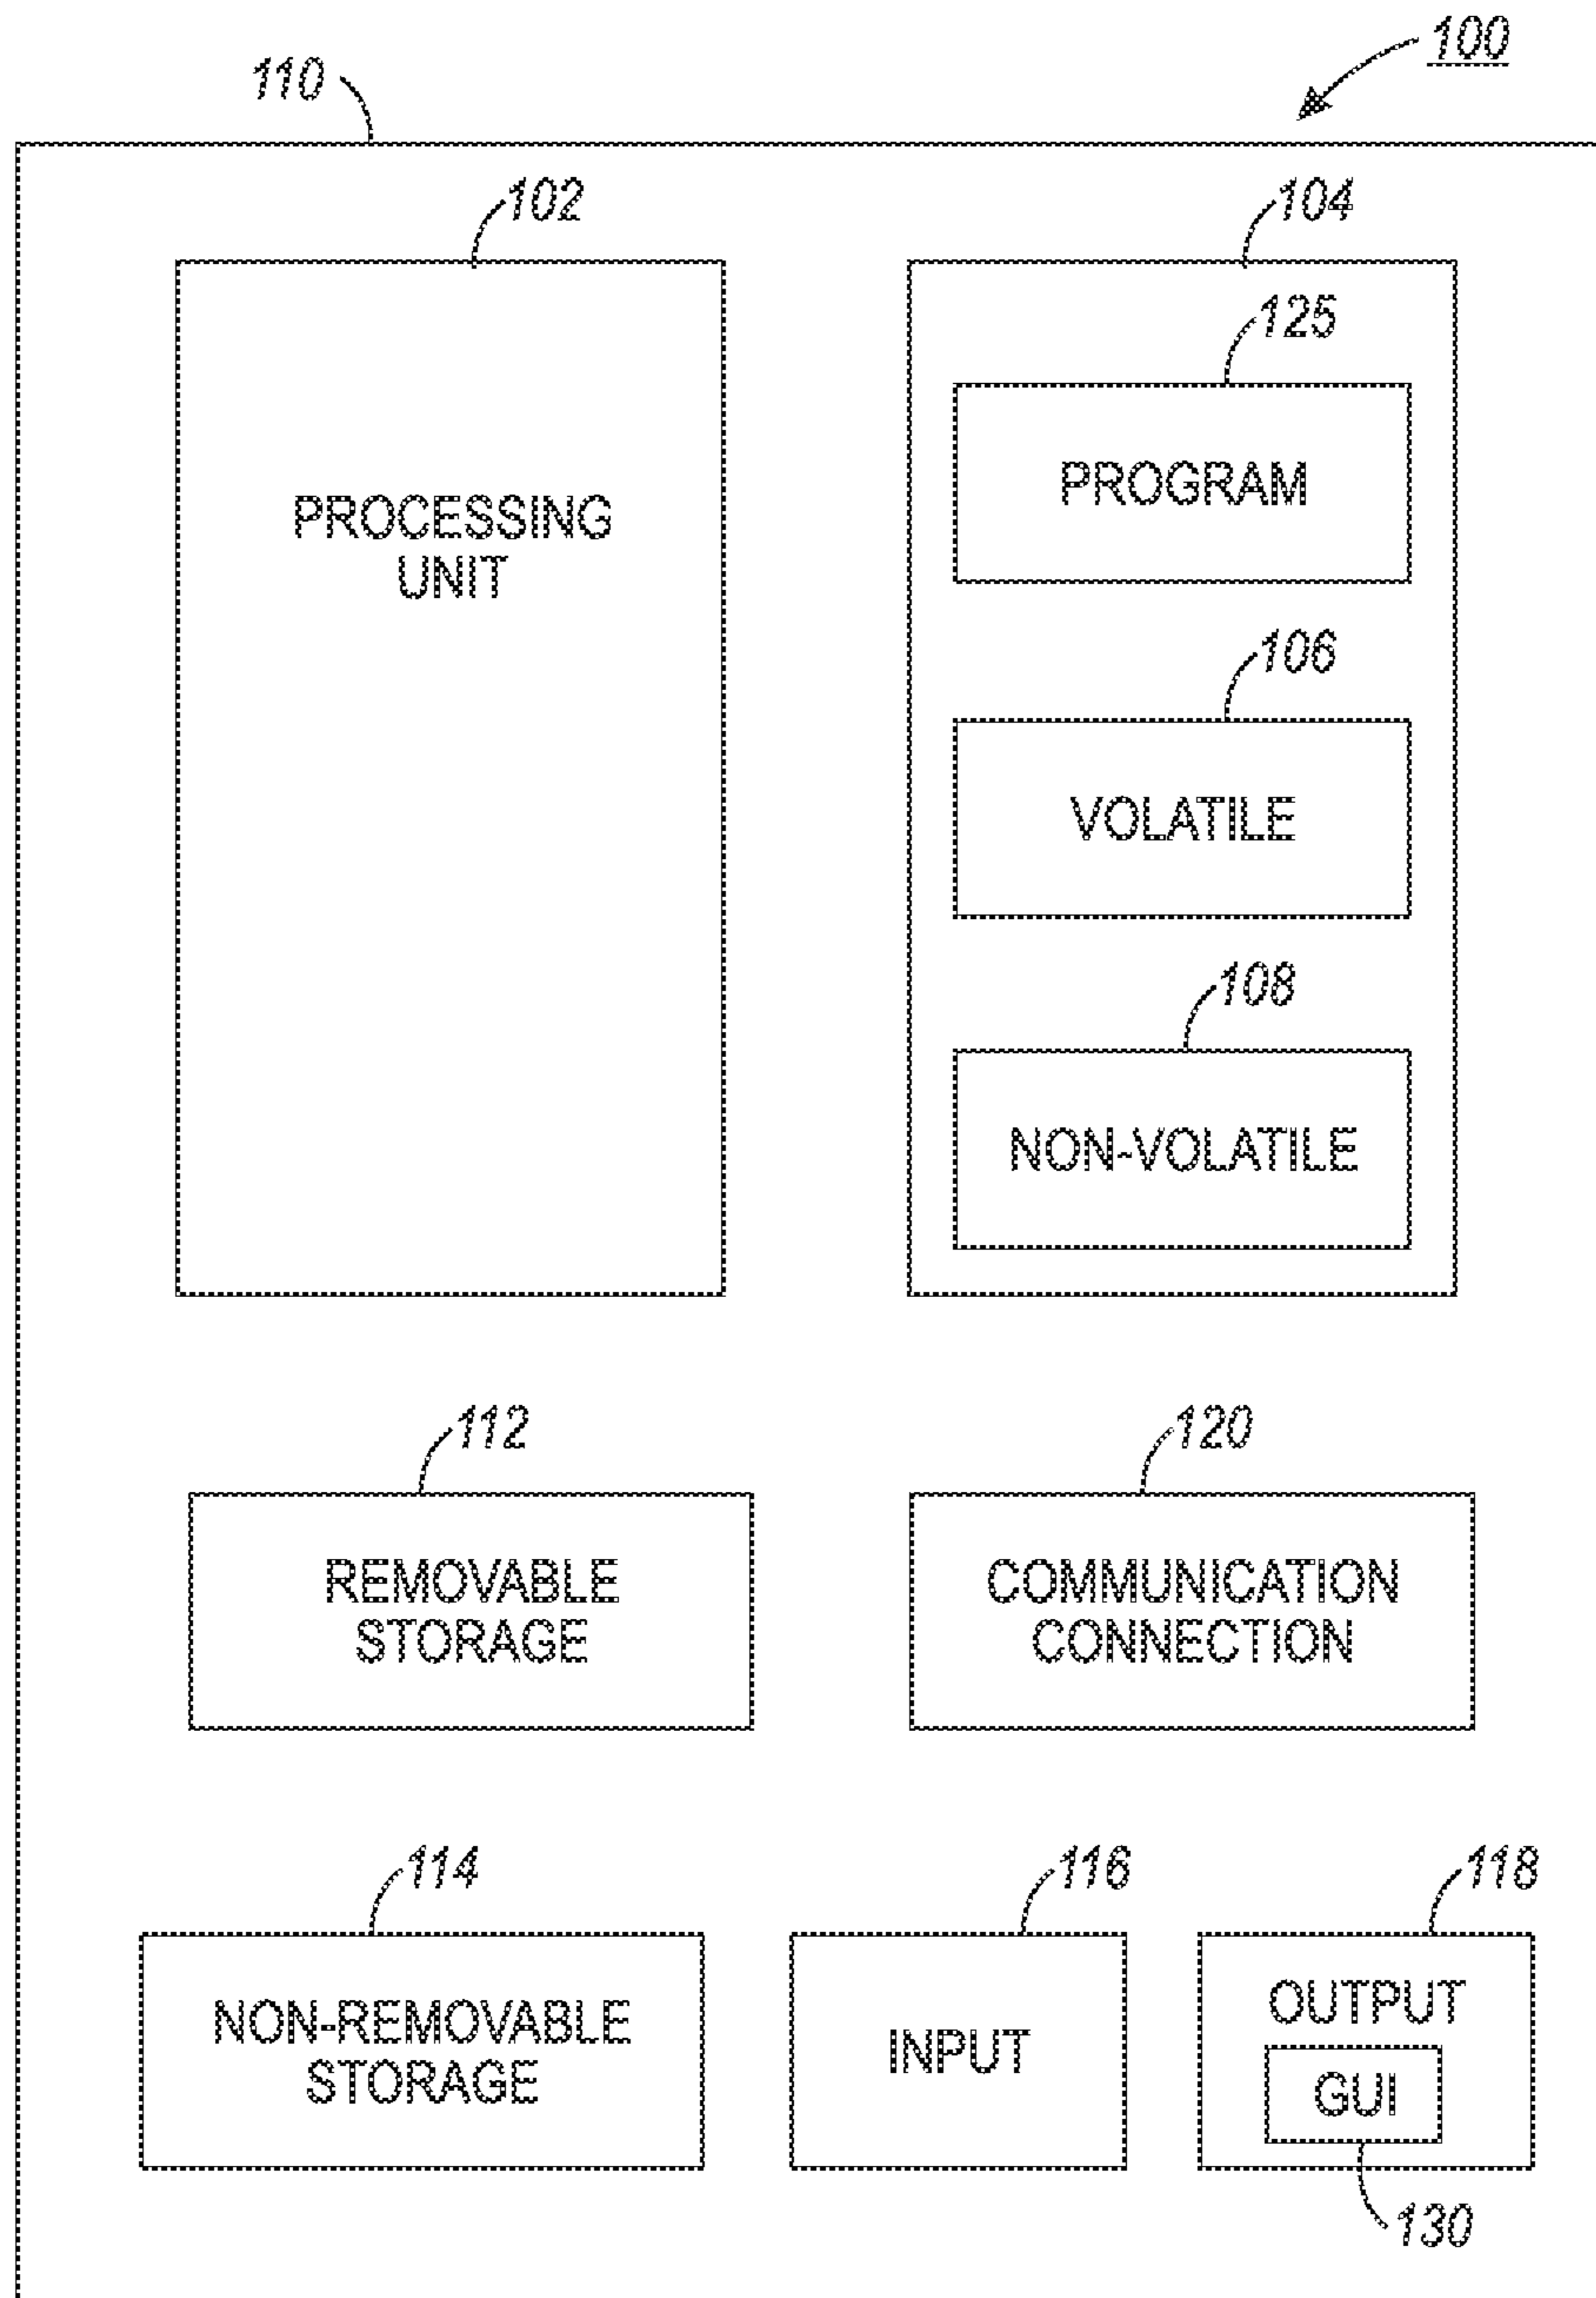 100
110
102
104
125
PROGRAM
PROCESSING
UNIT
106
VOLATILE
108
NON-VOLATILE
112
120
REMOVABLE
STORAGE
COMMUNICATION
CONNECTION
114
116
118
NON-REMOVABLE
STORAGE
INPUT
OUTPUT
GUI
130